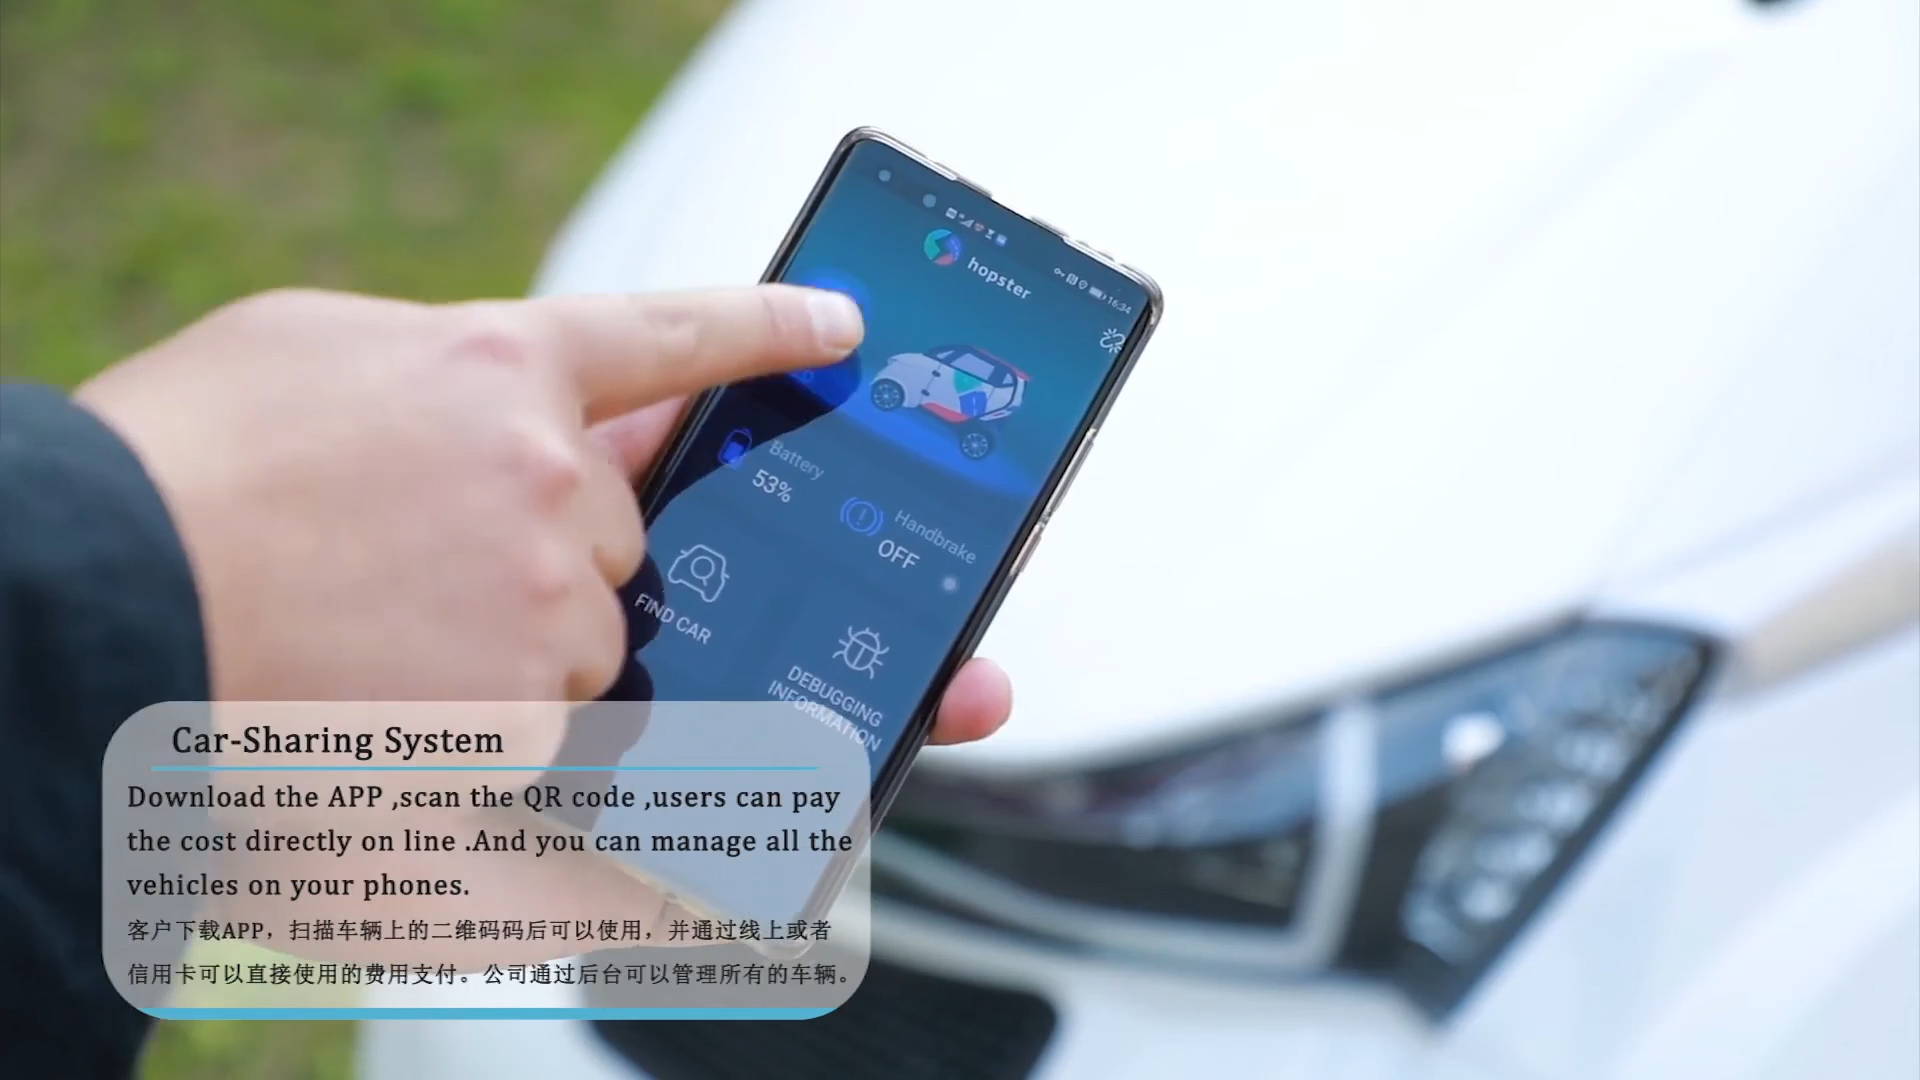 hopster
16:34
Battery
53%
Handbrake
OFF
FIND CAR
DEBUGGING
INFORMATION
Car-Sharing System
Download the APP ,scan the QR code ,users can pay
the cost directly on line .And you can manage all the
vehicles on your phones.
客户下载APP，扫描车辆上的二维码码后可以使用，并通过线上或者
信用卡可以直接使用的费用支付。公司通过后台可以管理所有的车辆。